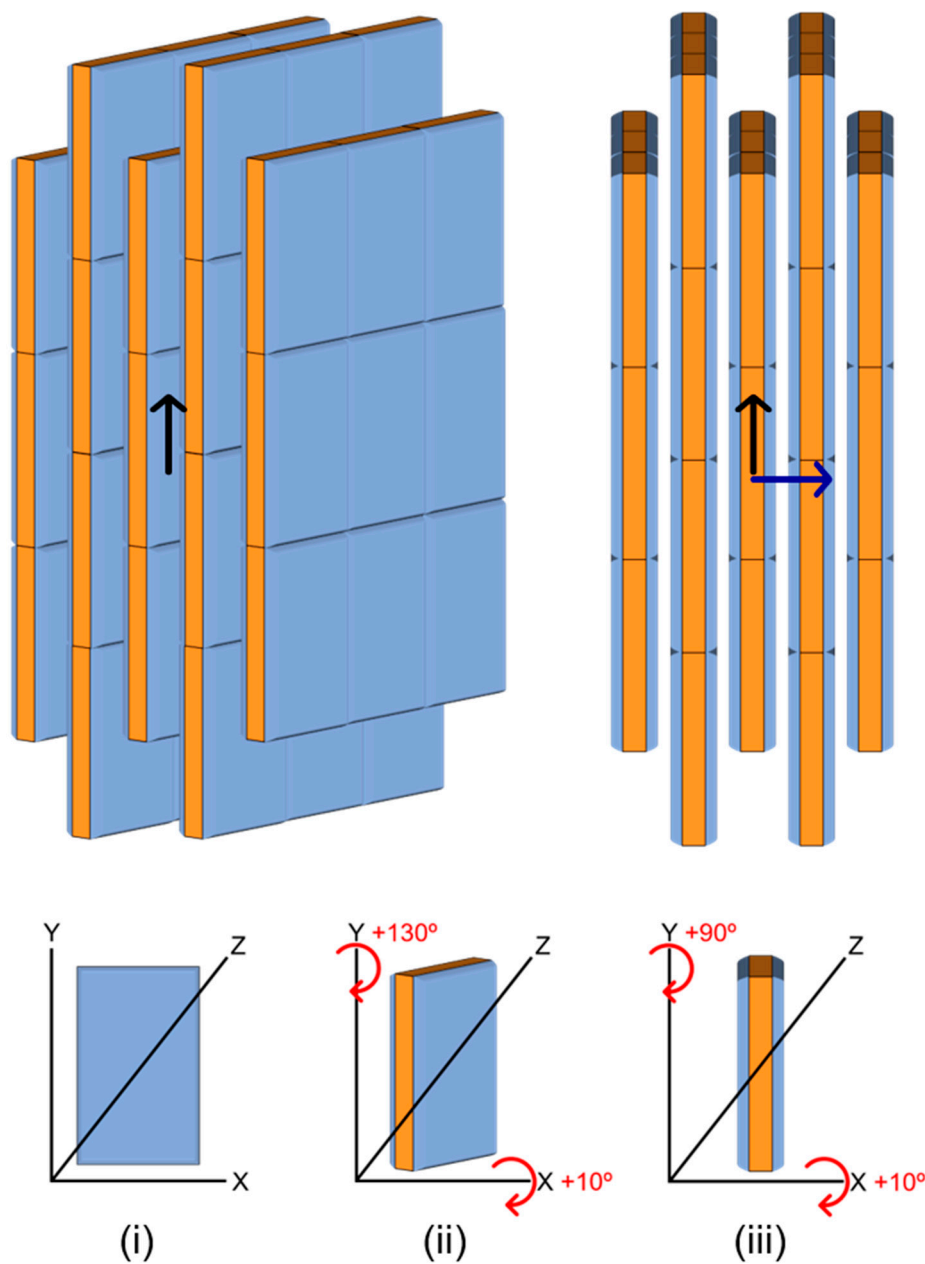 Y
Z
X
(i)
Y +130º
Z
X +10º
(ii)
Y +90º
Z
X +10º
(iii)